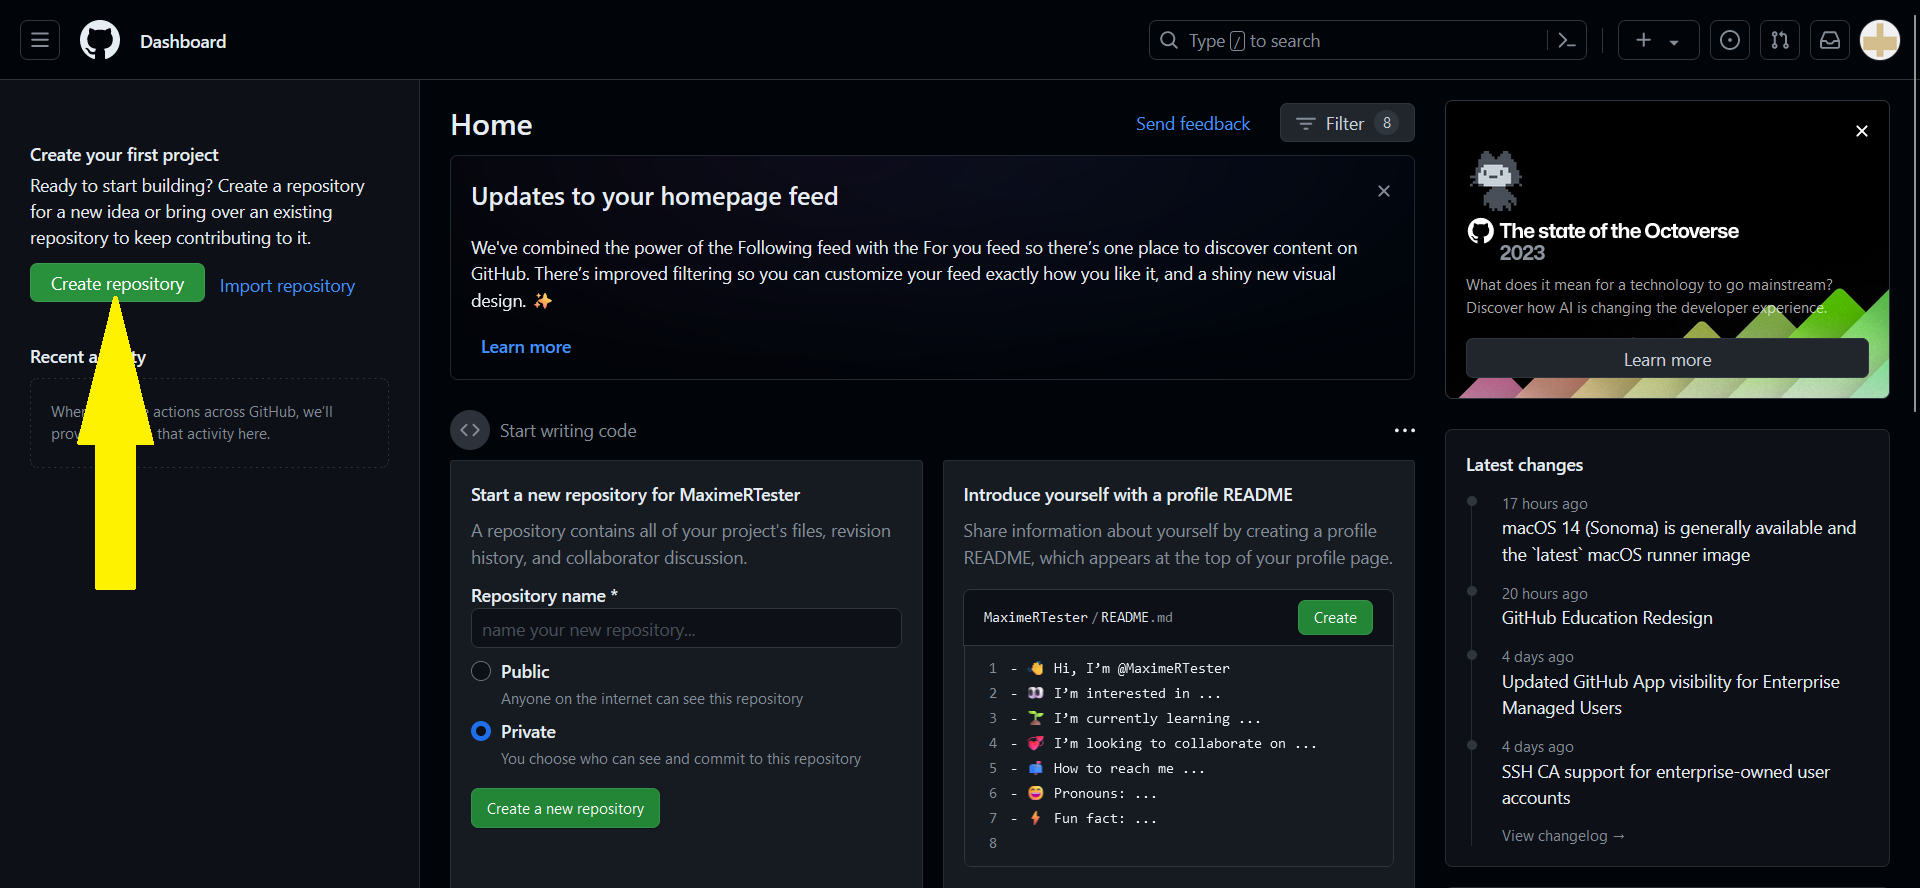 Dashboard
Type / to search
Create your first project
Ready to start building? Create a repository
for a new idea or bring over an existing
repository to keep contributing to it.
Create repository
Import repository
Recent
actions across GitHub, we'll
that activity here.
Home
Send feedback
Filter 8
Updates to your homepage feed
We've combined the power of the Following feed with the For you feed so there's one place to discover content on
GitHub. There's improved filtering so you can customize your feed exactly how you like it, and a shiny new visual
design. ✨
Learn more
Start writing code
Start a new repository for MaximeRTester
A repository contains all of your project's files, revision
history, and collaborator discussion.
Repository name *
name your new repository...
Public
Anyone on the internet can see this repository
Private
You choose who can see and commit to this repository
Create a new repository
Introduce yourself with a profile README
Share information about yourself by creating a profile
README, which appears at the top of your profile page.
MaximeRTester/README.md
Create
1 - 👋 Hi, I’m @MaximeRTester
2 - 👀 I’m interested in ...
3 - 🌱 I’m currently learning ...
4 - 💞️ I’m looking to collaborate on ...
5 - 📫 How to reach me ...
6 - 😄 Pronouns: ...
7 - ⚡ Fun fact: ...
8
The state of the Octoverse
2023
What does it mean for a technology to go mainstream?
Discover how AI is changing the developer experience.
Learn more
Latest changes
17 hours ago
macOS 14 (Sonoma) is generally available and
the `latest` macOS runner image
20 hours ago
GitHub Education Redesign
4 days ago
Updated GitHub App visibility for Enterprise
Managed Users
4 days ago
SSH CA support for enterprise-owned user
accounts
View changelog →